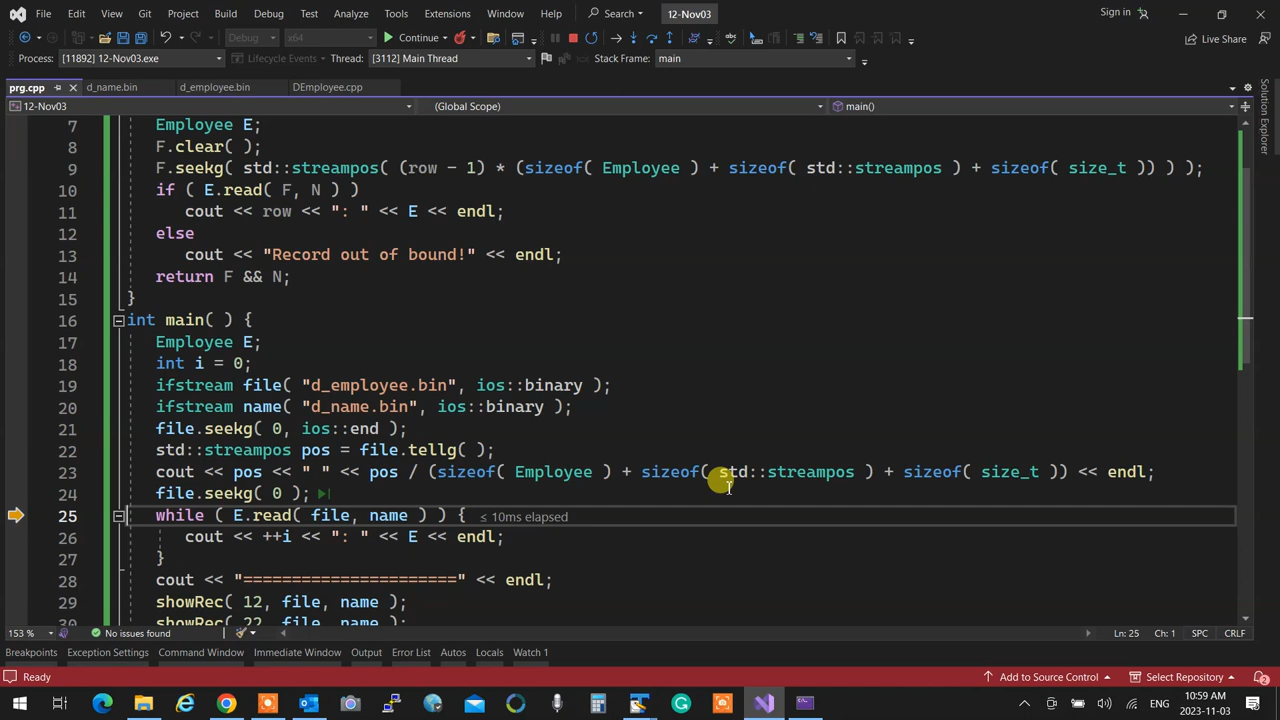 File Edit View Git Project Build Debug Test Analyze Tools Extensions Window Help Search 12-Nov03 Sign in
Debug x64 Continue Live Share
Process: [11892] 12-Nov03.exe Lifecycle Events Thread: [3112] Main Thread Stack Frame: main
prg.cpp d_name.bin d_employee.bin DEmployee.cpp
12-Nov03 (Global Scope) main()
7 Employee E;
8 F.clear( );
9 F.seekg( std::streampos( (row - 1) * (sizeof( Employee ) + sizeof( std::streampos ) + sizeof( size_t )) ) );
10 if ( E.read( F, N ) )
11 cout << row << ": " << E << endl;
12 else
13 cout << "Record out of bound!" << endl;
14 return F && N;
15 }
16 int main( ) {
17 Employee E;
18 int i = 0;
19 ifstream file( "d_employee.bin", ios::binary );
20 ifstream name( "d_name.bin", ios::binary );
21 file.seekg( 0, ios::end );
22 std::streampos pos = file.tellg( );
23 cout << pos << " " << pos / (sizeof( Employee ) + sizeof( std::streampos ) + sizeof( size_t )) << endl;
24 file.seekg( 0 );
25 while ( E.read( file, name ) ) { ≤ 10ms elapsed
26 cout << ++i << ": " << E << endl;
27 }
28 cout << "======================" << endl;
29 showRec( 12, file, name );
30 showRec( 22, file, name );
153 % No issues found Ln: 25 Ch: 1 SPC CRLF
Breakpoints Exception Settings Command Window Immediate Window Output Error List Autos Locals Watch 1
Ready Add to Source Control Select Repository 2
10:59 AM
ENG
2023-11-03
Solution Explorer